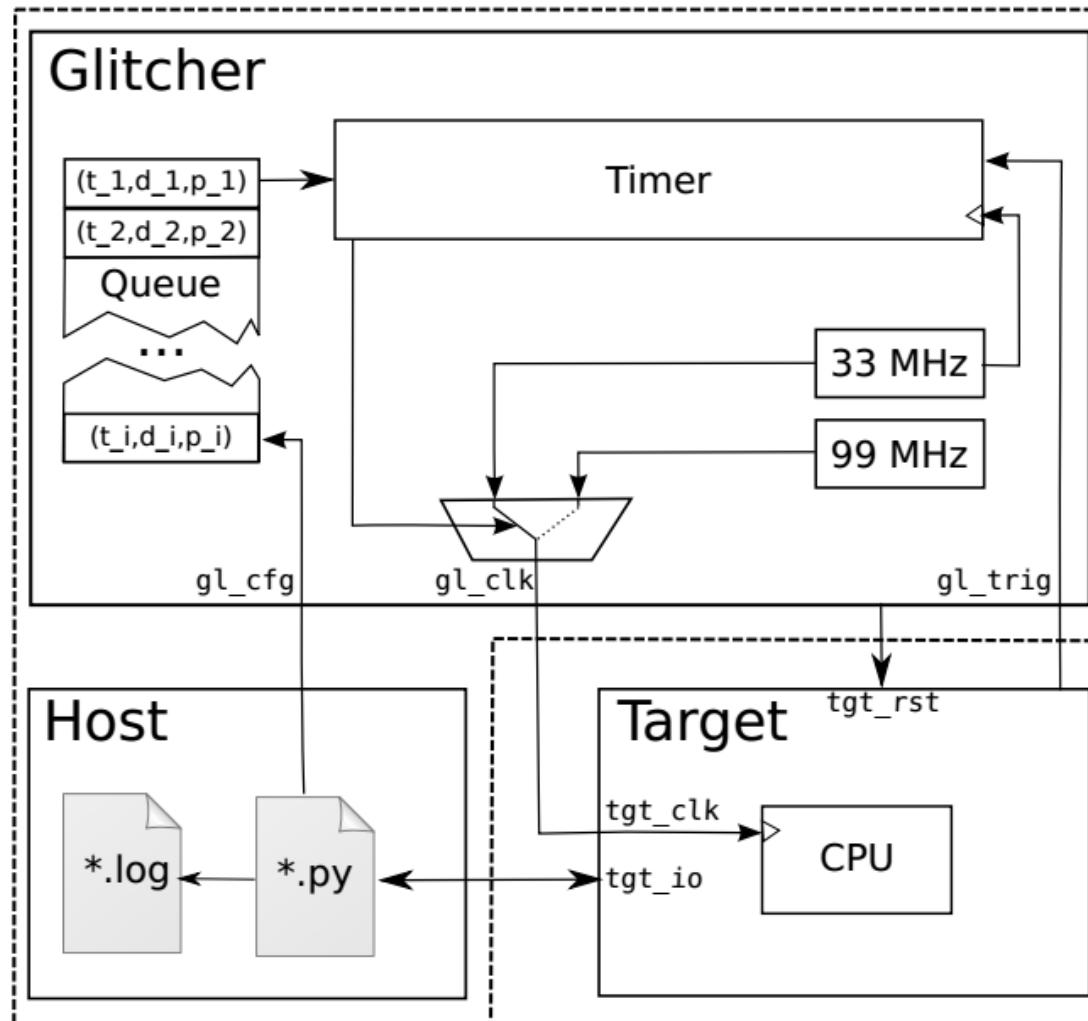 Glitcher
(t_1,d_1,p_1)
Timer
(t_2,d_2,p_2)
Queue
...
33 MHz
(t_i,d_i,p_i)
99 MHz
gl_cfg
gl_clk
gl_trig
Host
Target
tgt_rst
tgt_clk
*.log
*.py
CPU
tgt_io